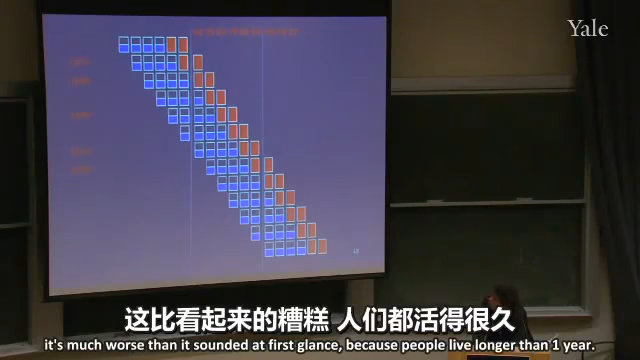 Yale
这比看起来的糟糕 人们都活得很久
it's much worse than it sounded at first glance, because people live longer than 1 year.